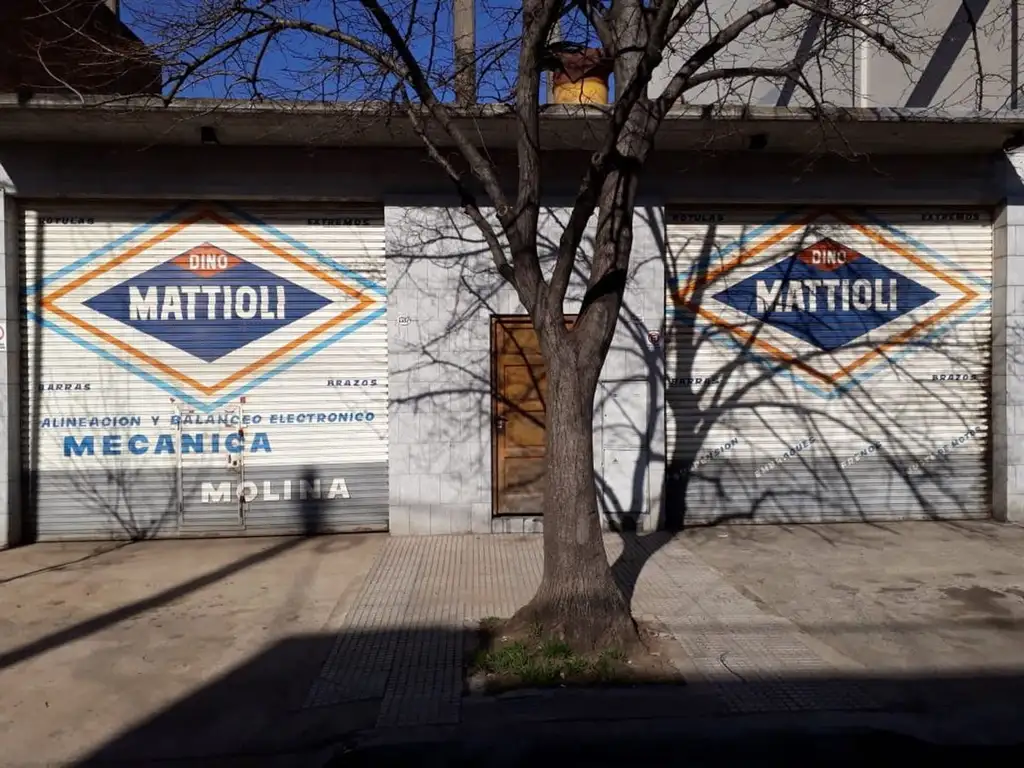 ROTULAS EXTREMOS
DINO
MATTIOLI
BARRAS BRAZOS
ALINEACION Y BALANCEO ELECTRONICO
MECANICA
MOLINA
ROTULAS EXTREMOS
DINO
MATTIOLI
BARRAS BRAZOS
SUSPENSION EMBRAGUES FRENOS